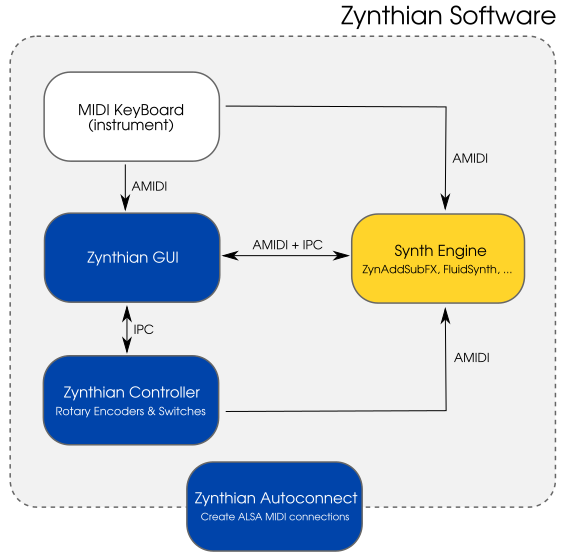 Zynthian Software
MIDI KeyBoard
(instrument)
AMIDI
AMIDI
Zynthian GUI
AMIDI + IPC
Synth Engine
ZynAddSubFX, FluidSynth, ...
IPC
AMIDI
Zynthian Controller
Rotary Encoders & Switches
Zynthian Autoconnect
Create ALSA MIDI connections